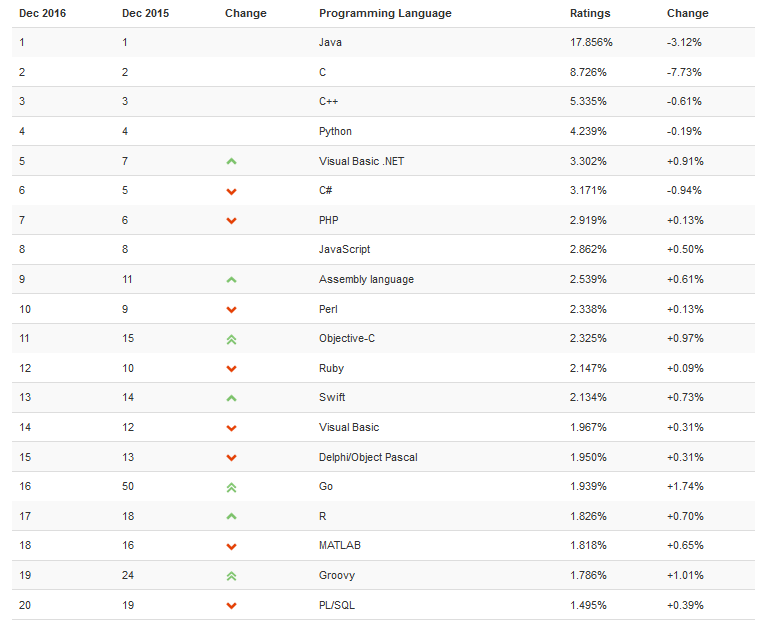 Dec 2016 Dec 2015 Change Programming Language Ratings Change
1 1 Java 17.856% -3.12%
2 2 C 8.726% -7.73%
3 3 C++ 5.335% -0.61%
4 4 Python 4.239% -0.19%
5 7 Visual Basic .NET 3.302% +0.91%
6 5 C# 3.171% -0.94%
7 6 PHP 2.919% +0.13%
8 8 JavaScript 2.862% +0.50%
9 11 Assembly language 2.539% +0.61%
10 9 Perl 2.338% +0.13%
11 15 Objective-C 2.325% +0.97%
12 10 Ruby 2.147% +0.09%
13 14 Swift 2.134% +0.73%
14 12 Visual Basic 1.967% +0.31%
15 13 Delphi/Object Pascal 1.950% +0.31%
16 50 Go 1.939% +1.74%
17 18 R 1.826% +0.70%
18 16 MATLAB 1.818% +0.65%
19 24 Groovy 1.786% +1.01%
20 19 PL/SQL 1.495% +0.39%